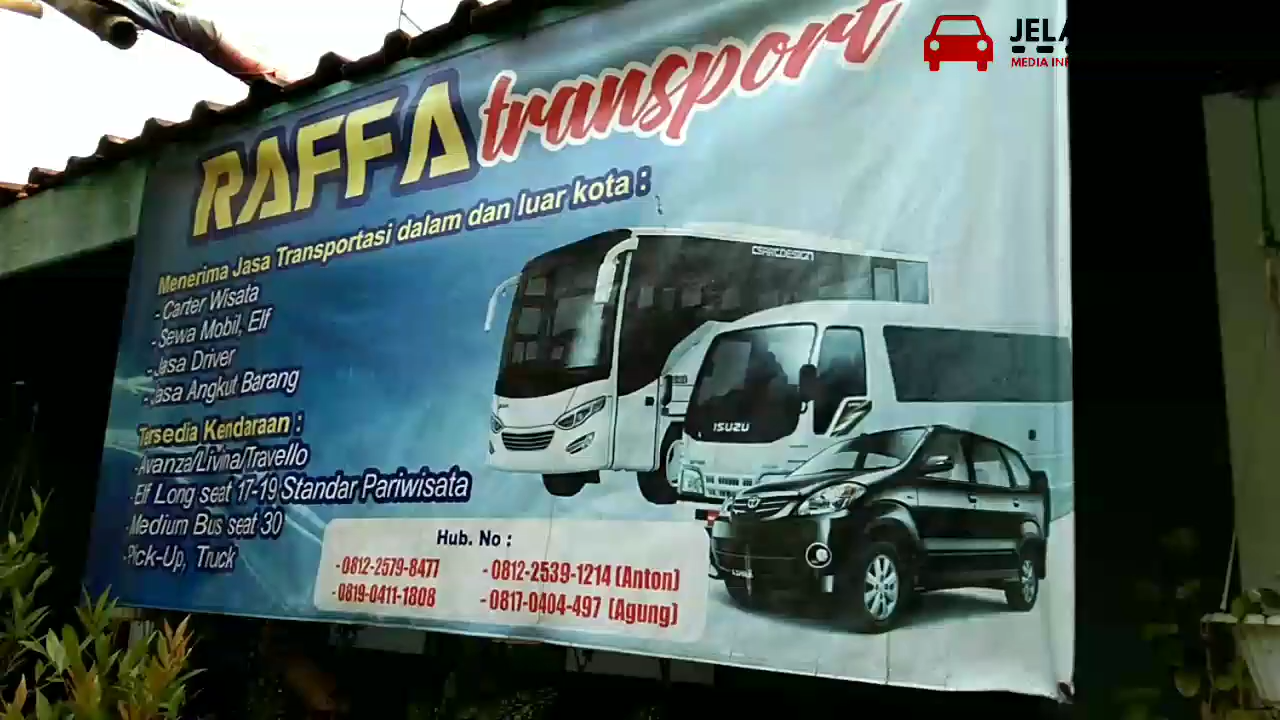 RAFFA transport
Menerima Jasa Transportasi dalam dan luar kota :
- Carter Wisata
- Sewa Mobil, Elf
- Jasa Driver
- Jasa Angkut Barang
Tersedia Kendaraan :
- Avanza/Livina/Travello
- Elf Long seat 17-19 Standar Pariwisata
- Medium Bus seat 30
- Pick-Up, Truck
Hub. No :
- 0812-2579-8477
- 0819-0411-1808
- 0812-2539-1214 (Anton)
- 0817-0404-497 (Agung)
ISUZU
JELA
MEDIA INF